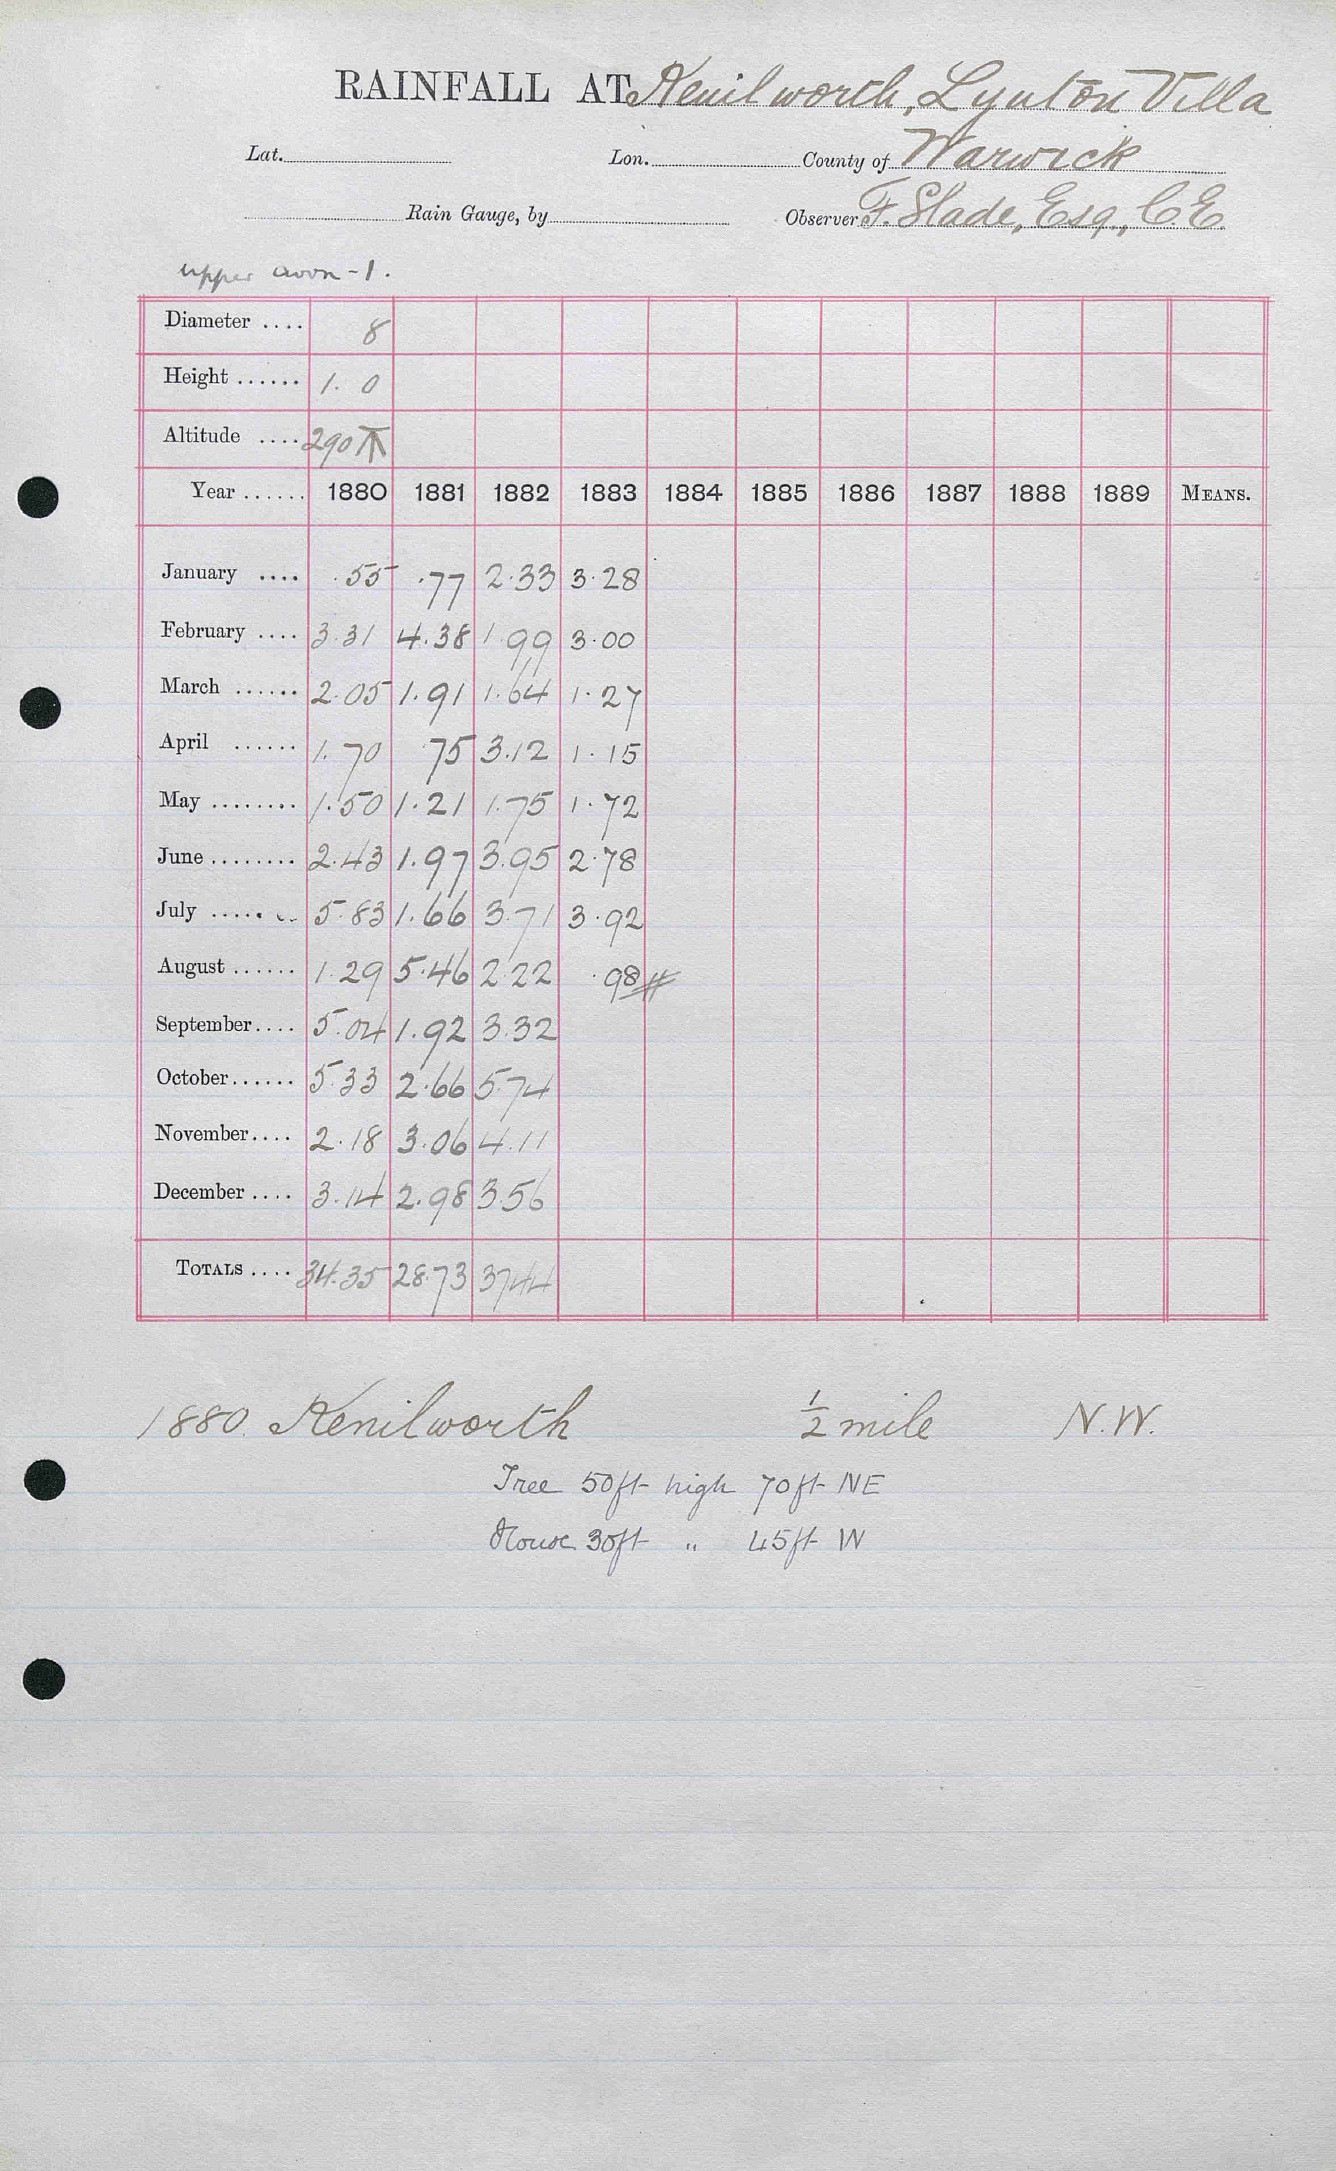 RAINFALL AT Kenilworth, Lynton Villa
Lat. Lon. County of Warwick
Rain Gauge, by Observer F. Slade, Esq., C.E.
upper avon - 1.
Diameter .... 8
Height ...... 1. 0
Altitude .... 290
Year ...... 1880 1881 1882 1883 1884 1885 1886 1887 1888 1889 MEANS.
January .... .55 .77 2.33 3.28
February .... 3.31 4.38 1.99 3.00
March ...... 2.05 1.91 1.64 1.27
April ...... 1.70 .75 3.12 1.15
May ........ 1.50 1.21 1.75 1.72
June ........ 2.43 1.97 3.95 2.78
July ...... 5.83 1.66 3.71 3.92
August ...... 1.29 5.46 2.22 .98 #
September.... 5.04 1.92 3.32
October...... 5.33 2.66 5.74
November.... 2.18 3.06 4.11
December .... 3.14 2.98 3.56
TOTALS .... 34.35 28.73 37.44
1880. Kenilworth ½ mile N.W.
Tree 50ft high 70ft NE
House 30ft " 45ft W